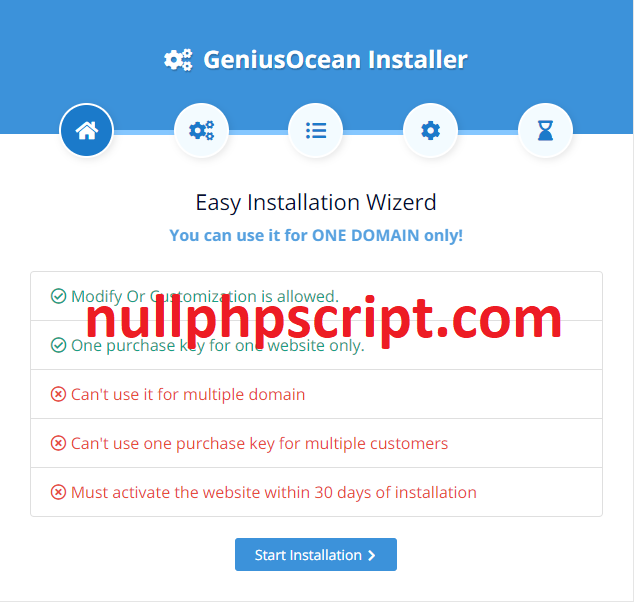 GeniusOcean Installer
Easy Installation Wizerd
You can use it for ONE DOMAIN only!
Modify Or Customization is allowed.
nullphpscript.com
One purchase key for one website only.
Can't use it for multiple domain
Can't use one purchase key for multiple customers
Must activate the website within 30 days of installation
Start Installation